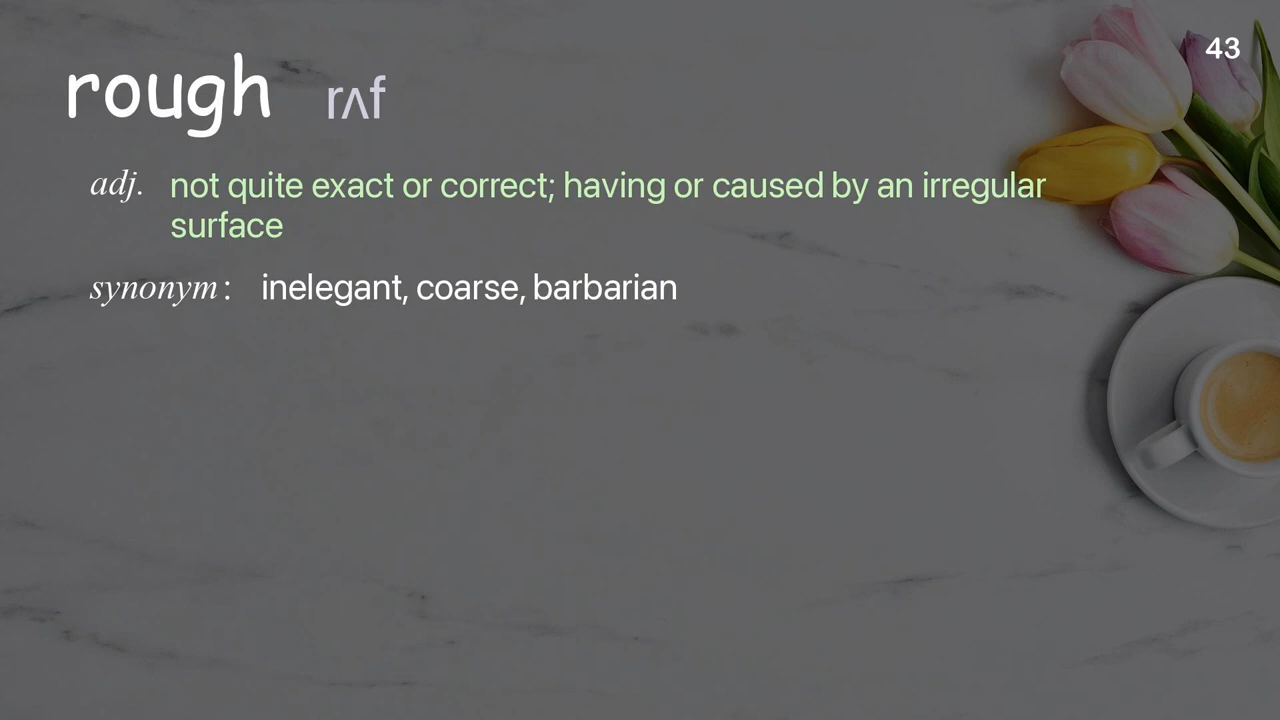 43
rough rʌf
adj. not quite exact or correct; having or caused by an irregular
surface
synonym : inelegant, coarse, barbarian